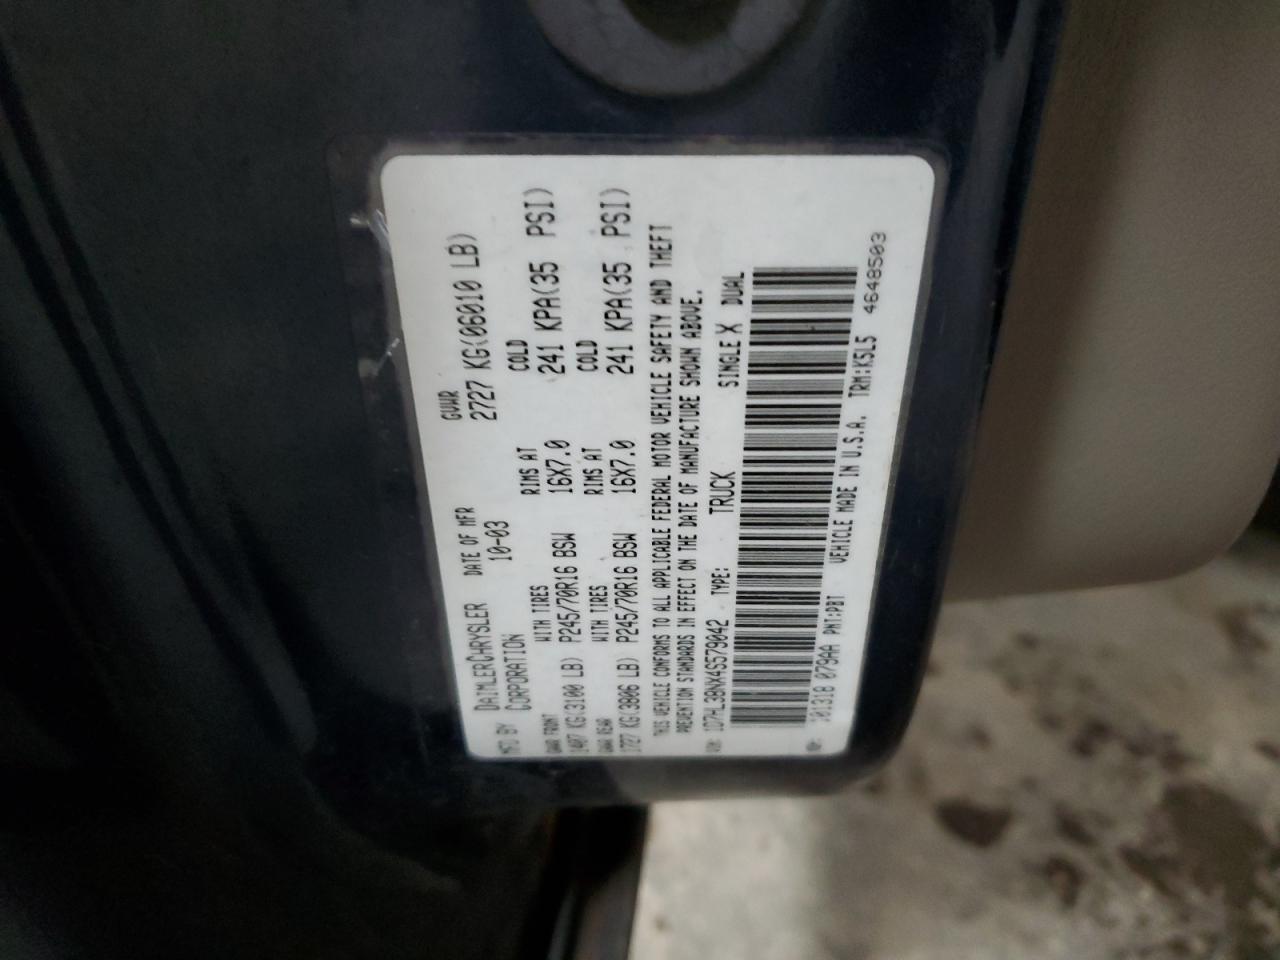 MFD BY DAIMLERCHRYSLER CORPORATION DATE OF MFR 10-03 GVWR 2727 KG(06010 LB)
GAWR FRONT WITH TIRES RIMS AT COLD
1407 KG(3100 LB) P245/70R16 BSW 16X7.0 241 KPA(35 PSI)
GAWR REAR WITH TIRES RIMS AT COLD
1727 KG(3806 LB) P245/70R16 BSW 16X7.0 241 KPA(35 PSI)
THIS VEHICLE CONFORMS TO ALL APPLICABLE FEDERAL MOTOR VEHICLE SAFETY AND THEFT
PREVENTION STANDARDS IN EFFECT ON THE DATE OF MANUFACTURE SHOWN ABOVE.
VIN: 1D7HL38NX4S579042 TYPE: TRUCK SINGLE X DUAL
MDH: 101318 079AA PNT:PBT VEHICLE MADE IN U.S.A. TRM:K5L5 4648503